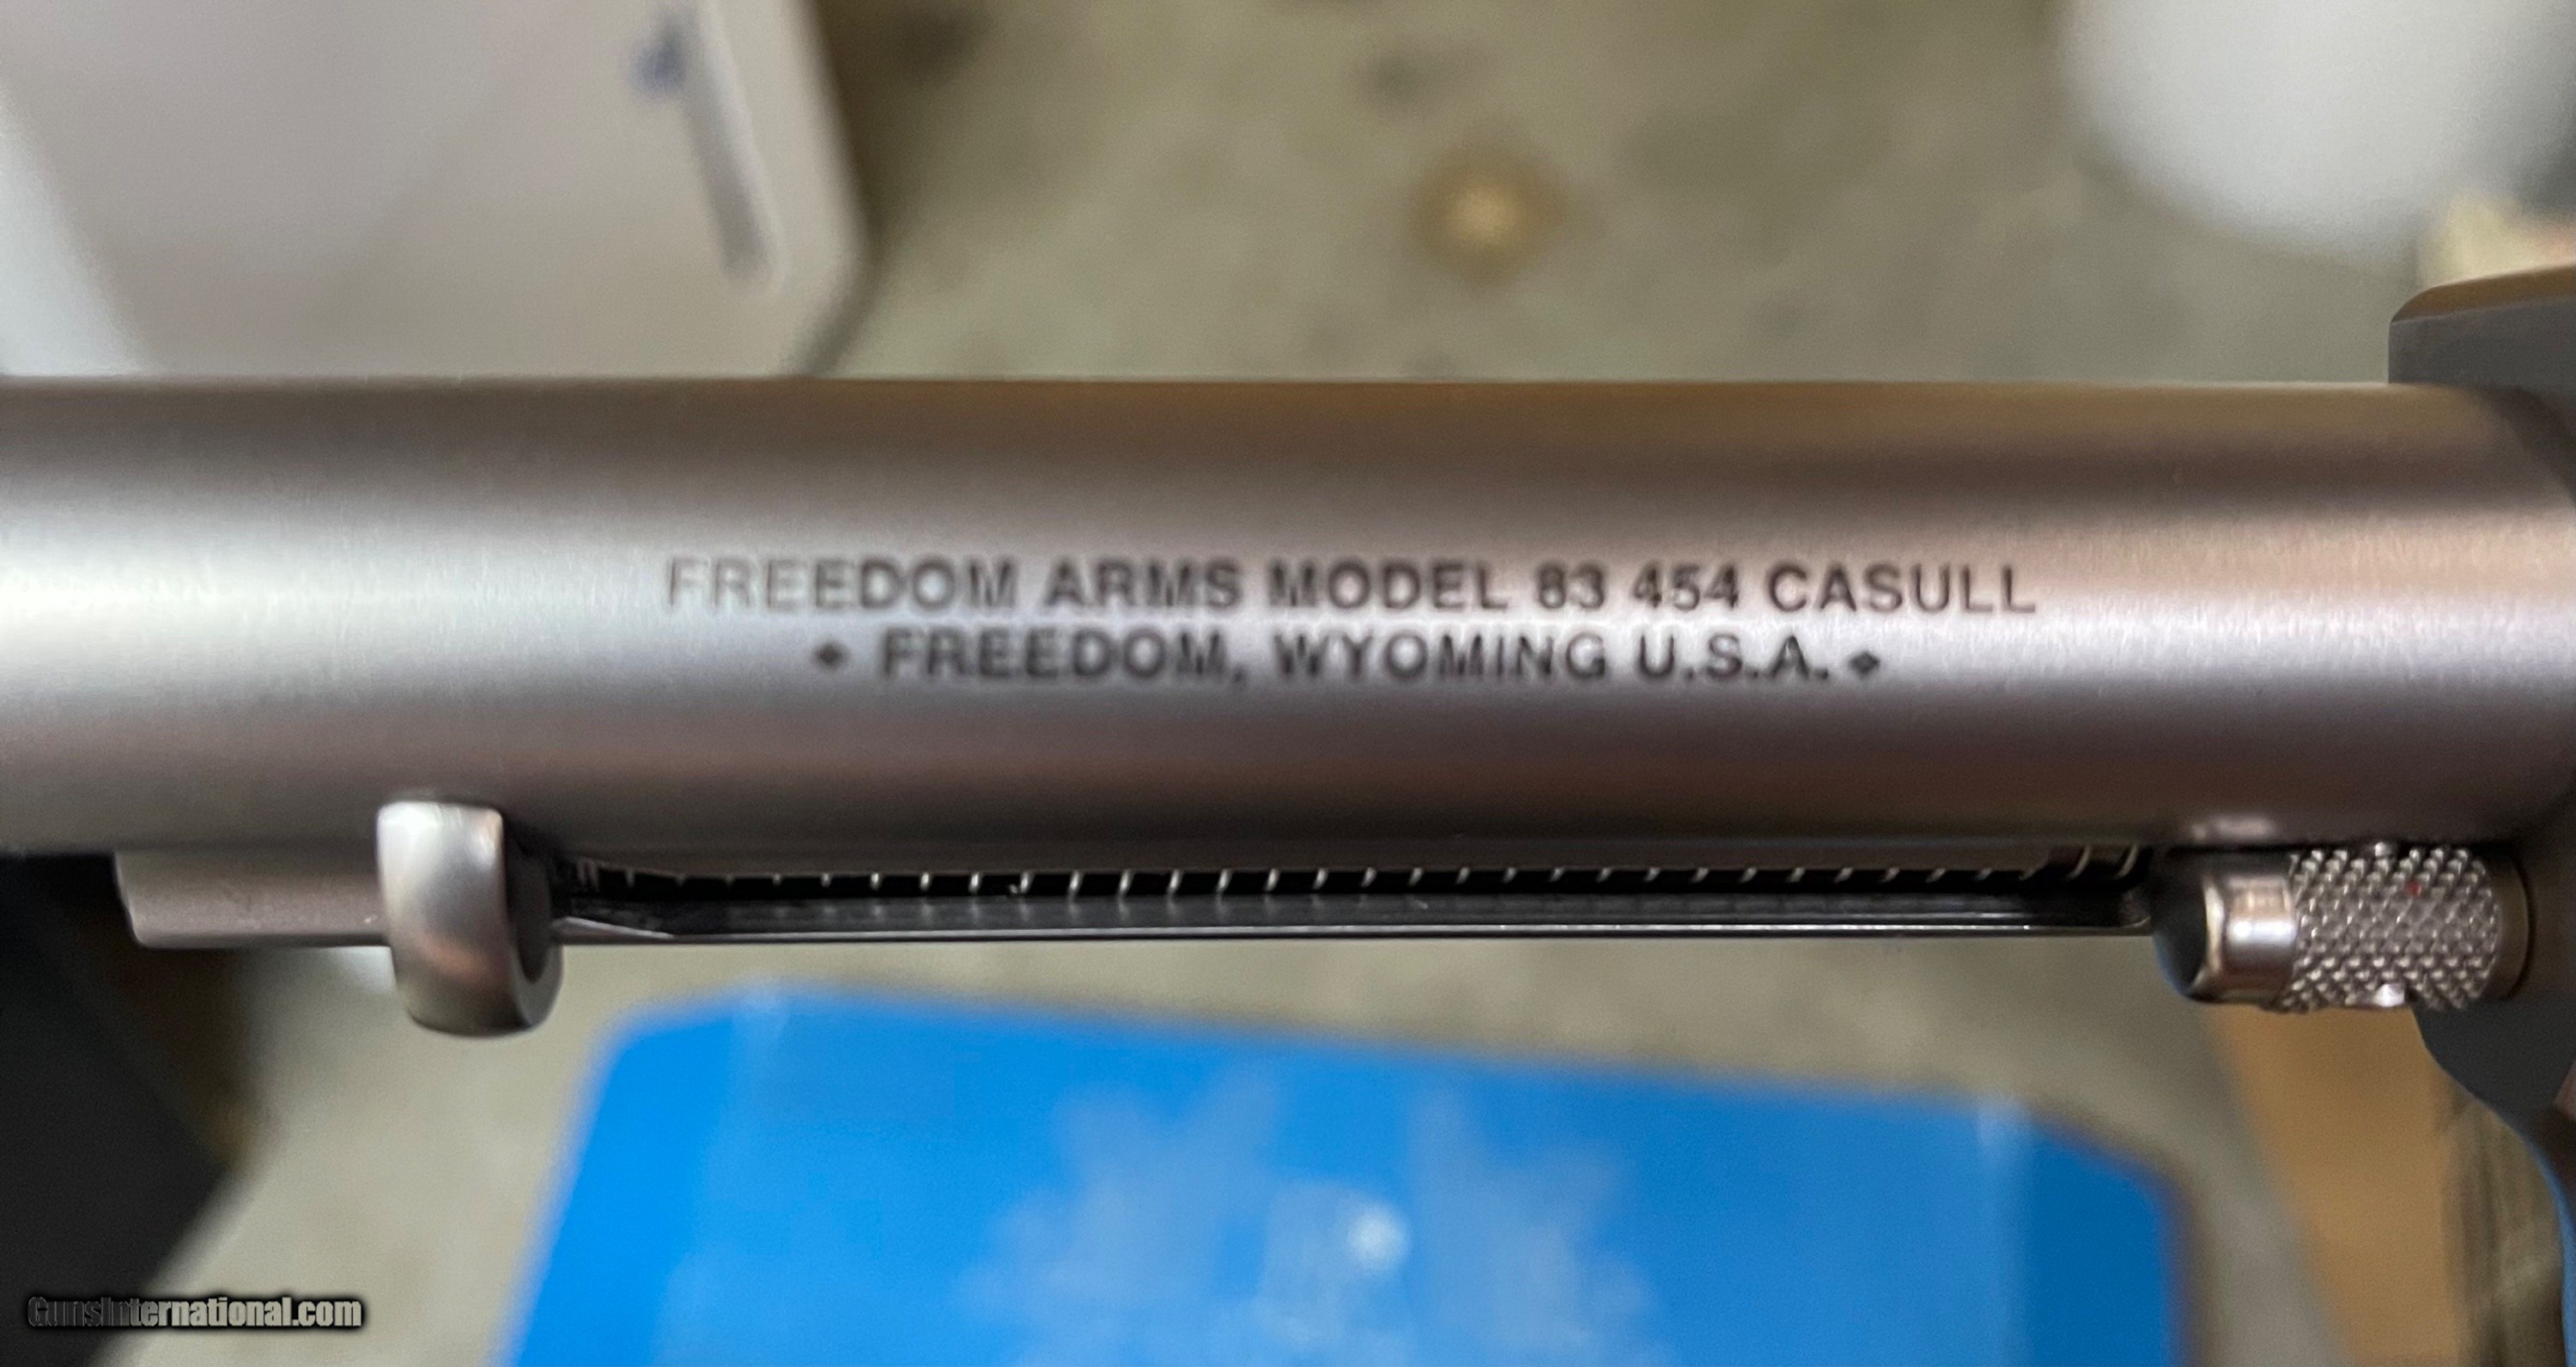 FREEDOM ARMS MODEL 83 454 CASULL
◆ FREEDOM, WYOMING U.S.A. ◆
GunsInternational.com